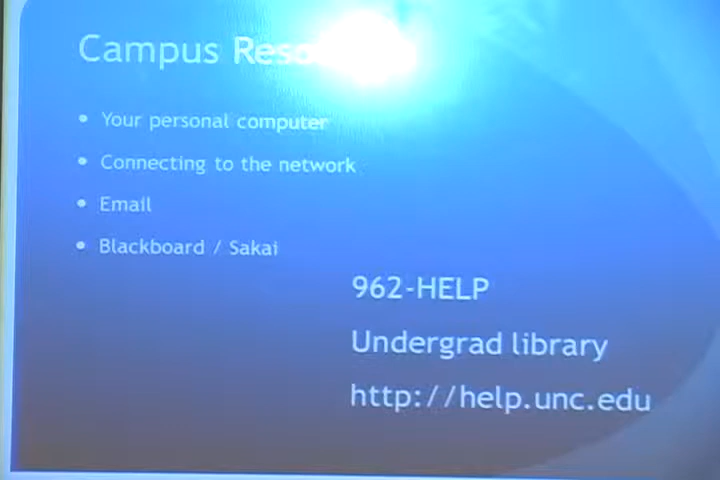 Campus
Your personal computer
Connecting to the network
Email
Blackboard / Sakai
962-HELP
Undergrad library
http://help.unc.edu